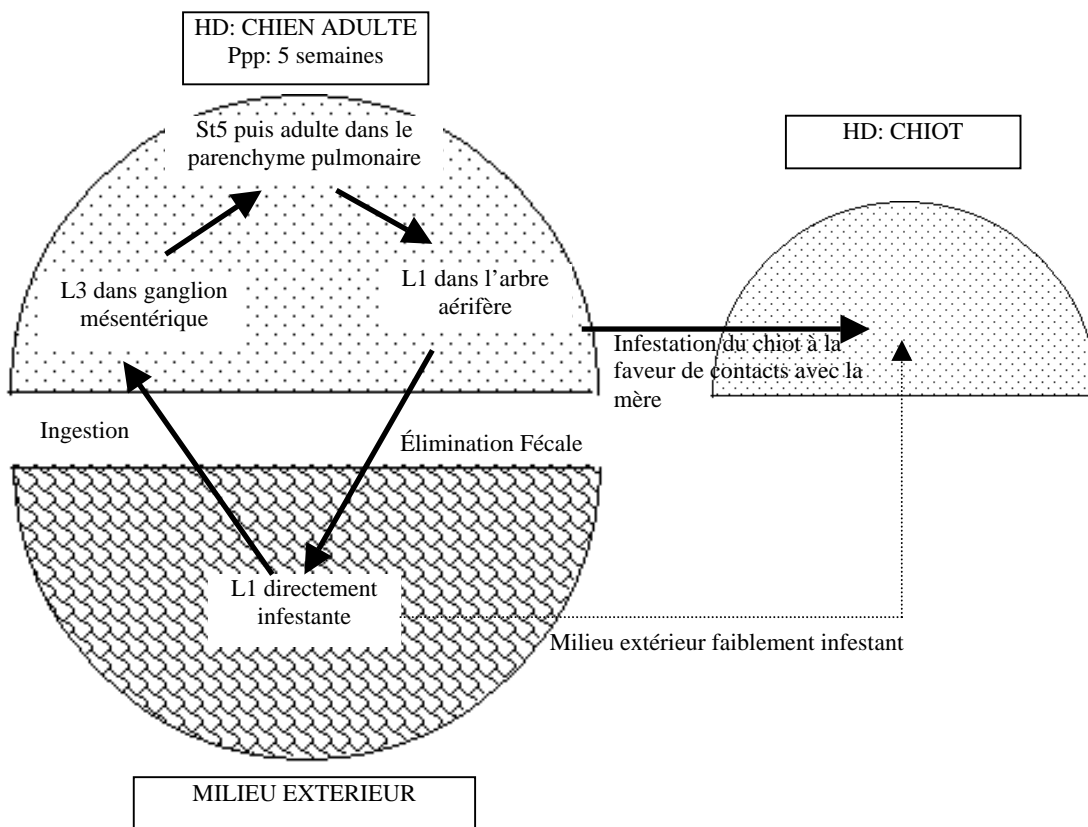 HD: CHIEN ADULTE
Ppp: 5 semaines
HD: CHIOT
St5 puis adulte dans le
parenchyme pulmonaire
L3 dans ganglion
mésentérique
L1 dans l’arbre
aérifère
Infestation du chiot à la
faveur de contacts avec la
mère
Ingestion
Élimination Fécale
L1 directement
infestante
Milieu extérieur faiblement infestant
MILIEU EXTERIEUR